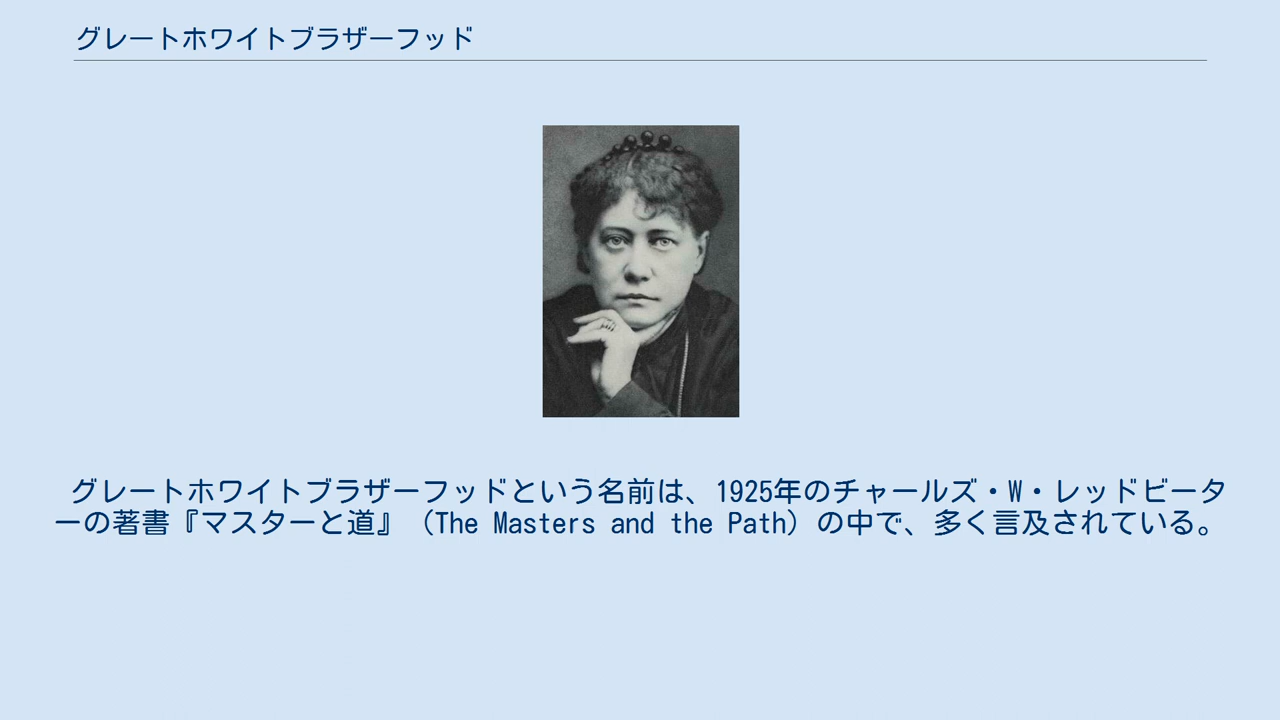 グレートホワイトブラザーフッド
グレートホワイトブラザーフッドという名前は、1925年のチャールズ・W・レッドビータ
ーの著書『マスターと道』（The Masters and the Path）の中で、多く言及されている。